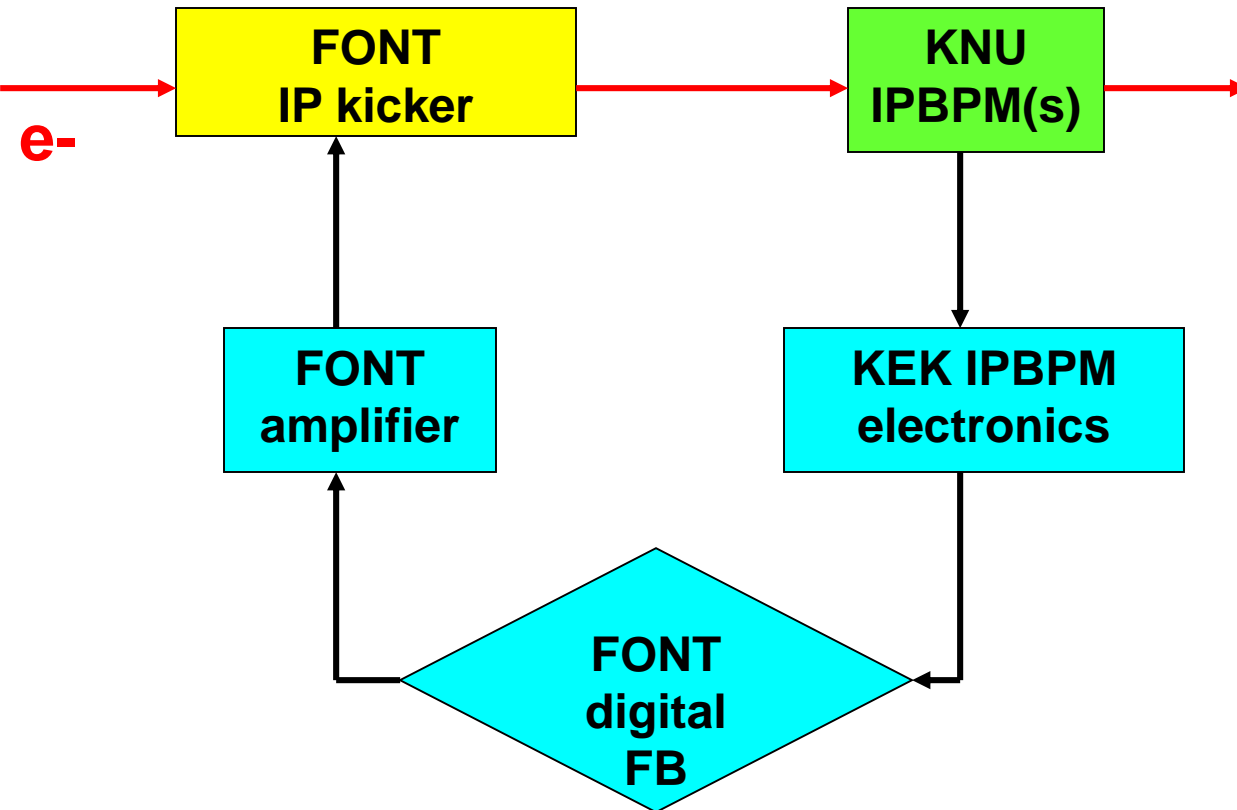 FONT
IP kicker
KNU
IPBPM(s)
e-
FONT
amplifier
KEK IPBPM
electronics
FONT
digital
FB